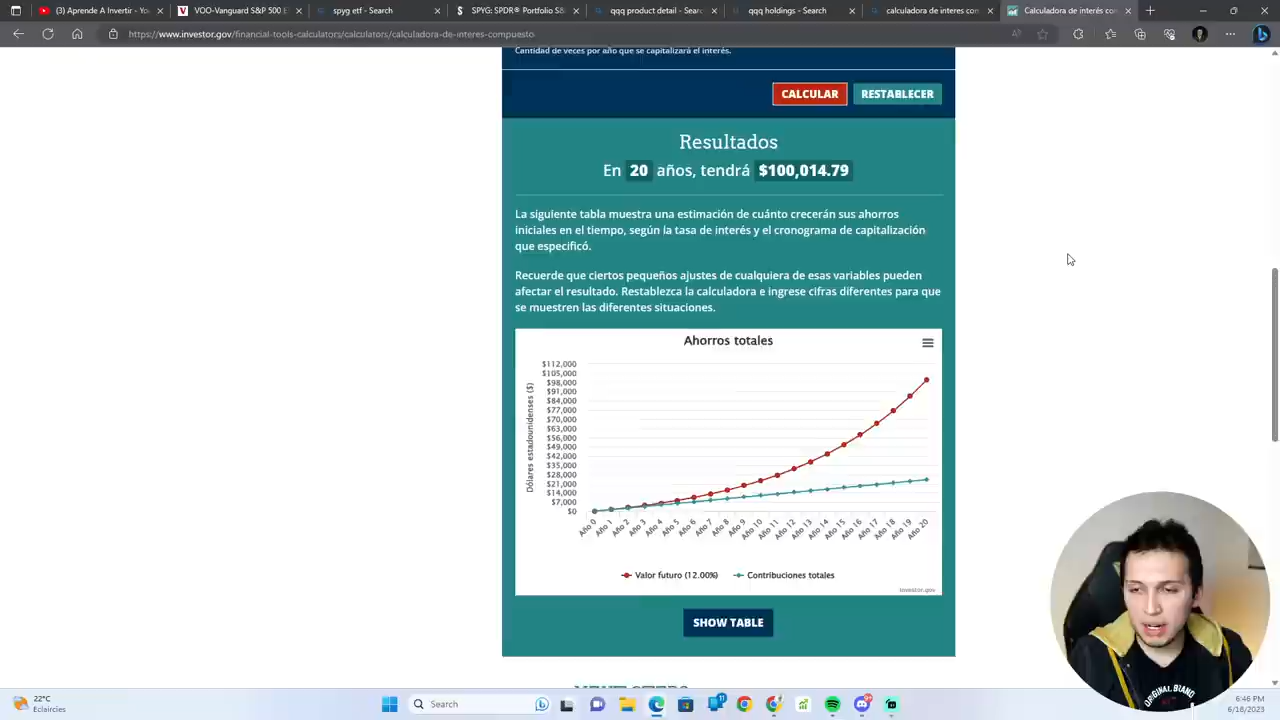 (3) Aprende A Invertir - You
VOO-Vanguard S&P 500 E
spyg etf - Search
SPYG: SPDR® Portfolio S&
qqq product detail - Search
qqq holdings - Search
calculadora de interes con
Calculadora de interés con
https://www.investor.gov/financial-tools-calculators/calculators/calculadora-de-interes-compuesto
Cantidad de veces por año que se capitalizará el interés.
CALCULAR
RESTABLECER
Resultados
En 20 años, tendrá $100,014.79
La siguiente tabla muestra una estimación de cuánto crecerán sus ahorros
iniciales en el tiempo, según la tasa de interés y el cronograma de capitalización
que especificó.
Recuerde que ciertos pequeños ajustes de cualquiera de esas variables pueden
afectar el resultado. Restablezca la calculadora e ingrese cifras diferentes para que
se muestren las diferentes situaciones.
Ahorros totales
Dólares estadounidenses ($)
$112,000
$105,000
$98,000
$91,000
$84,000
$77,000
$70,000
$63,000
$56,000
$49,000
$42,000
$35,000
$28,000
$21,000
$14,000
$7,000
$0
Año 0
Año 1
Año 2
Año 3
Año 4
Año 5
Año 6
Año 7
Año 8
Año 9
Año 10
Año 11
Año 12
Año 13
Año 14
Año 15
Año 16
Año 17
Año 18
Año 19
Año 20
Valor futuro (12.00%)
Contribuciones totales
investor.gov
SHOW TABLE
ORIGINAL
22°C
Eclaircies
Search
11
6:46 PM
6/18/2023